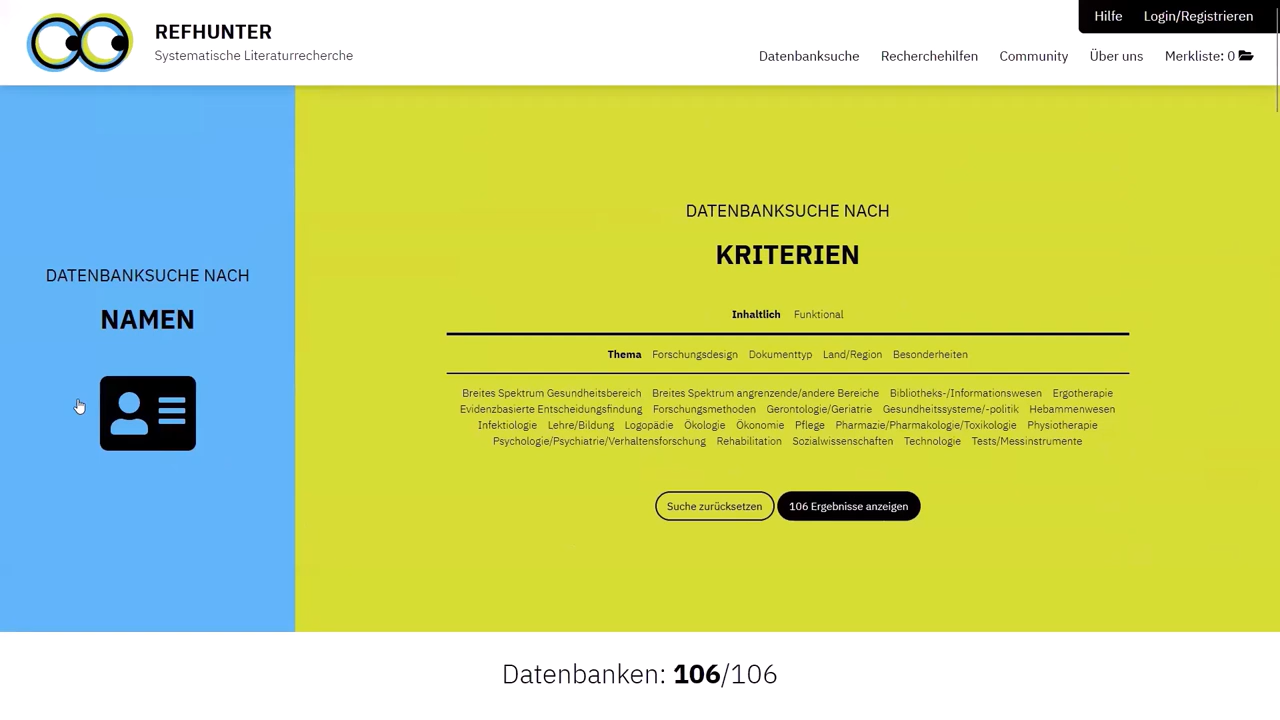 Hilfe Login/Registrieren
REFHUNTER
Systematische Literaturrecherche
Datenbanksuche Recherchehilfen Community Über uns Merkliste: 0
DATENBANKSUCHE NACH
NAMEN
DATENBANKSUCHE NACH
KRITERIEN
Inhaltlich Funktional
Thema Forschungsdesign Dokumenttyp Land/Region Besonderheiten
Breites Spektrum Gesundheitsbereich Breites Spektrum angrenzende/andere Bereiche Bibliotheks-/Informationswesen Ergotherapie
Evidenzbasierte Entscheidungsfindung Forschungsmethoden Gerontologie/Geriatrie Gesundheitssysteme/-politik Hebammenwesen
Infektiologie Lehre/Bildung Logopädie Ökologie Ökonomie Pflege Pharmazie/Pharmakologie/Toxikologie Physiotherapie
Psychologie/Psychiatrie/Verhaltensforschung Rehabilitation Sozialwissenschaften Technologie Tests/Messinstrumente
Suche zurücksetzen 106 Ergebnisse anzeigen
Datenbanken: 106/106